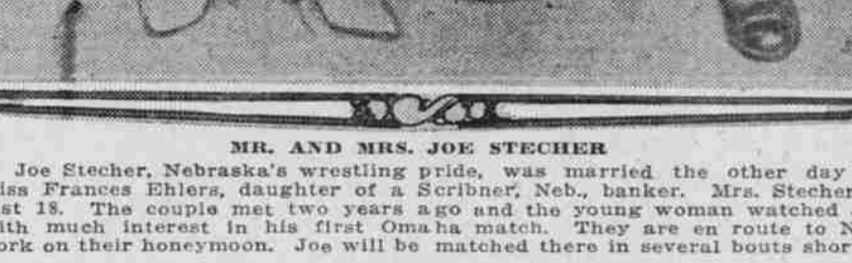 MR. AND MRS. JOE STECHER
Joe Stecher, Nebraska's wrestling pride, was married the other day
iss Frances Ehlers, daughter of a Scribner, Neb., banker. Mrs. Stecher
st 18. The couple met two years ago and the young woman watched
ith much interest in his first Omaha match. They are en route to N
ork on their honeymoon. Joe will be matched there in several bouts shor